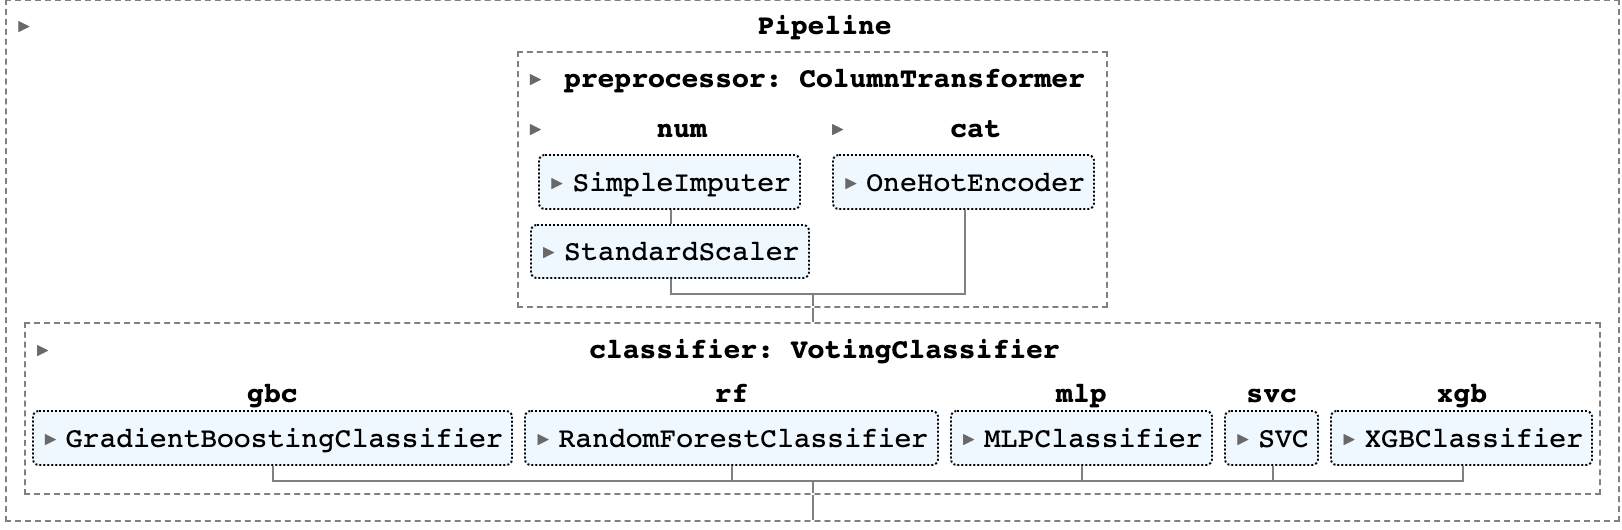 Pipeline
preprocessor: ColumnTransformer
num cat
SimpleImputer OneHotEncoder
StandardScaler
classifier: VotingClassifier
gbc rf mlp svc xgb
GradientBoostingClassifier RandomForestClassifier MLPClassifier SVC XGBClassifier